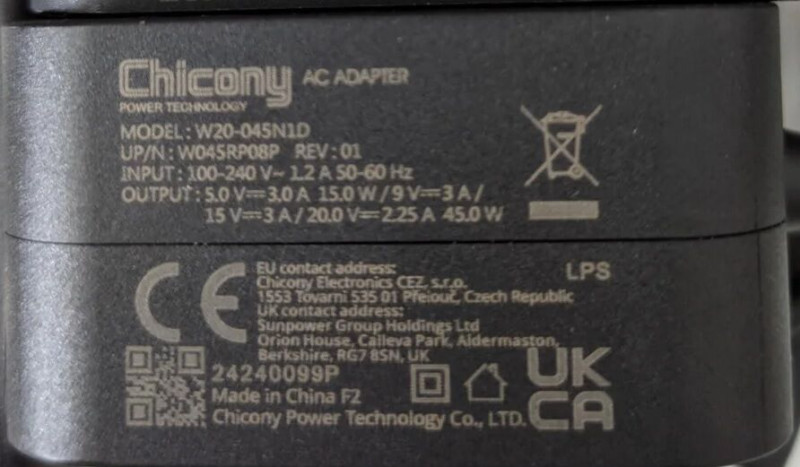 Chicony AC ADAPTER
POWER TECHNOLOGY
MODEL : W20-045N1D
UP/N : W045RP08P REV : 01
INPUT : 100-240 V~ 1.2 A 50-60 Hz
OUTPUT : 5.0 V⎓3.0 A 15.0 W / 9 V⎓3 A /
15 V⎓3 A / 20.0 V⎓2.25 A 45.0 W
LPS
CE
EU contact address:
Chicony Electronics CEZ, s.r.o.
1553 Tovarni 535 01 Přelouč, Czech Republic
UK contact address:
Sunpower Group Holdings Ltd
Orion House, Calleva Park, Aldermaston,
Berkshire, RG7 8SN, UK
24240099P
Made in China F2
Chicony Power Technology Co., LTD.
UK
CA